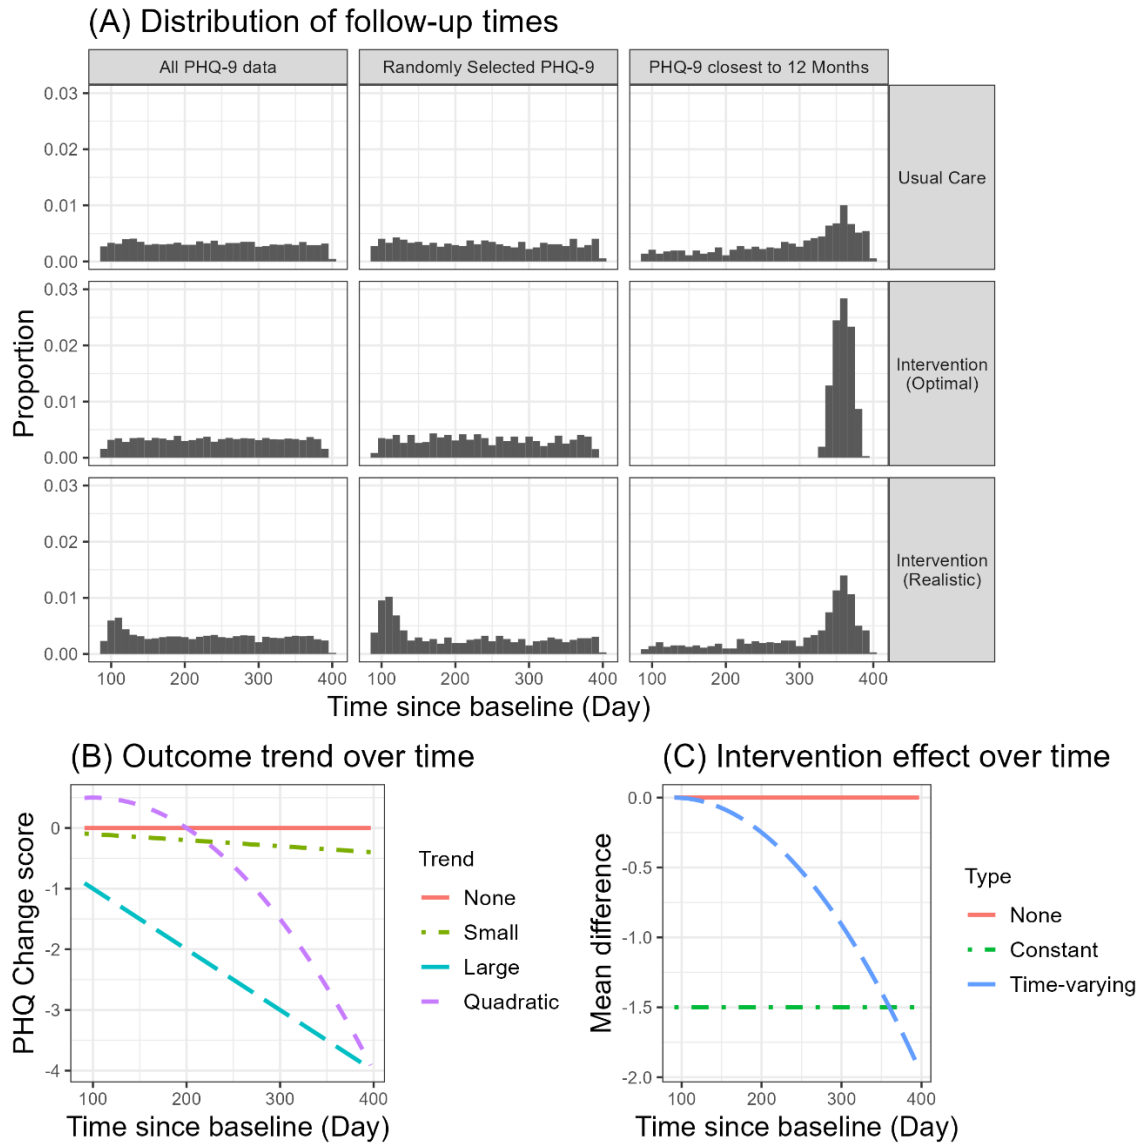 (A) Distribution of follow-up times
All PHQ-9 data
Randomly Selected PHQ-9
PHQ-9 closest to 12 Months
Proportion
0.03
0.02
0.01
0.00
Usual Care
0.03
0.02
0.01
0.00
Intervention
(Optimal)
0.03
0.02
0.01
0.00
Intervention
(Realistic)
100 200 300 400
100 200 300 400
100 200 300 400
Time since baseline (Day)
(B) Outcome trend over time
PHQ Change score
0
-1
-2
-3
-4
100 200 300 400
Time since baseline (Day)
Trend
None
Small
Large
Quadratic
(C) Intervention effect over time
Mean difference
0.0
-0.5
-1.0
-1.5
-2.0
100 200 300 400
Time since baseline (Day)
Type
None
Constant
Time-varying